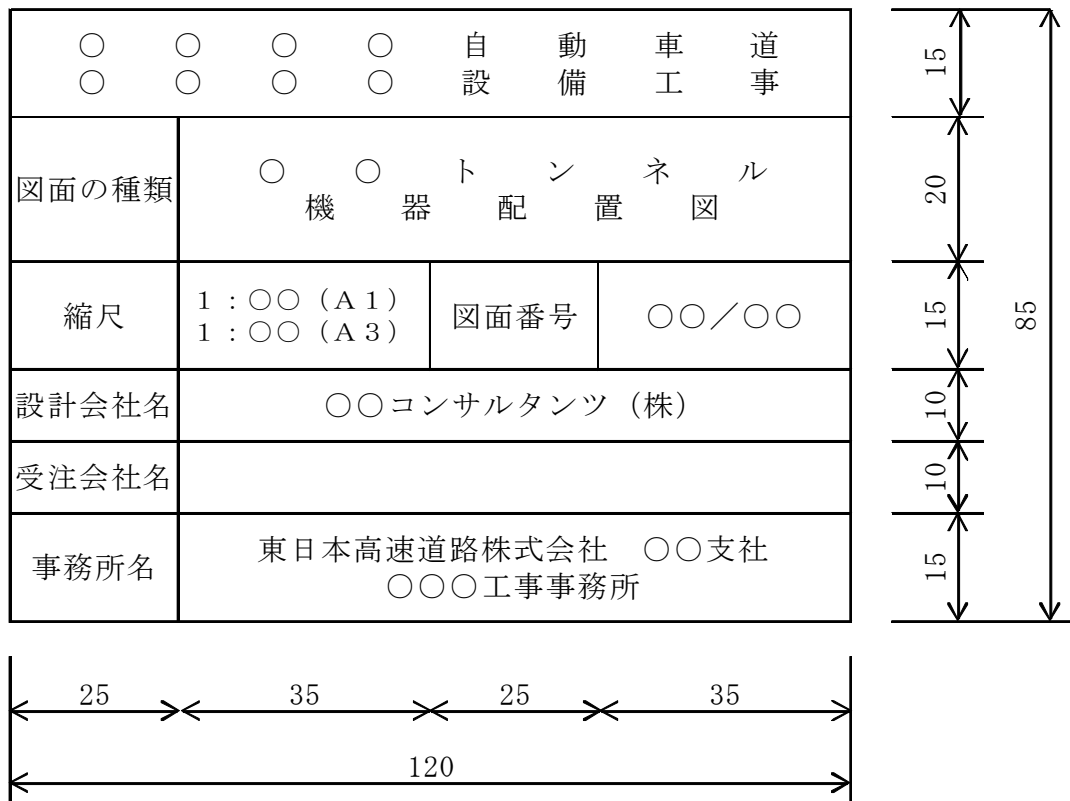 ○ ○ ○ ○ 自 動 車 道
○ ○ ○ ○ 設 備 工 事
図面の種類
○ ○ ト ン ネ ル
機 器 配 置 図
縮尺
1:○○(A1)
1:○○(A3)
図面番号
○○/○○
設計会社名
○○コンサルタンツ(株)
受注会社名
事務所名
東日本高速道路株式会社 ○○支社
○○○工事事務所
15
20
15
10
10
15
85
25 35 25 35
120